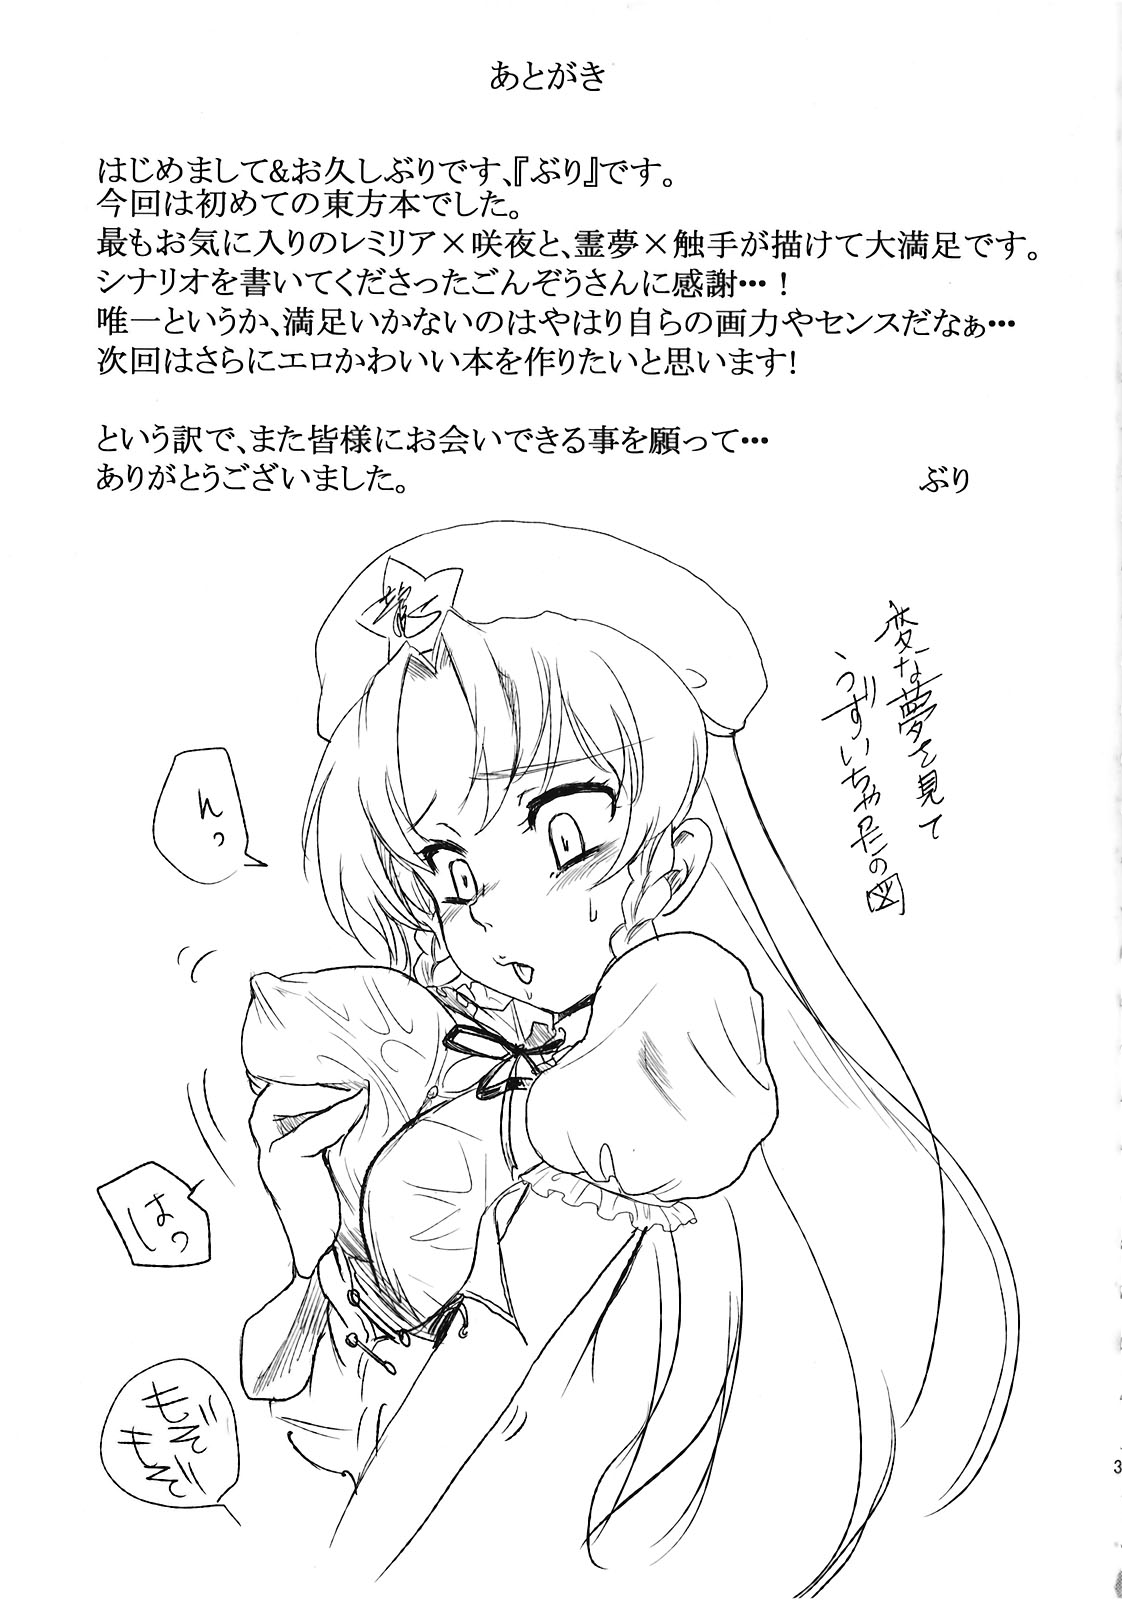 あとがき
はじめまして&お久しぶりです、『ぶり』です。
今回は初めての東方本でした。
最もお気に入りのレミリア×咲夜と、霊夢×触手が描けて大満足です。
シナリオを書いてくださったごんぞうさんに感謝…！
唯一というか、満足いかないのはやはり自らの画力やセンスだなぁ…
次回はさらにエロかわいい本を作りたいと思います!
という訳で、また皆様にお会いできる事を願って…
ありがとうございました。
ぶり
龍
変な夢を見て
うずいちゃたの図
んっ
はっ
もぞ
もぞ
3